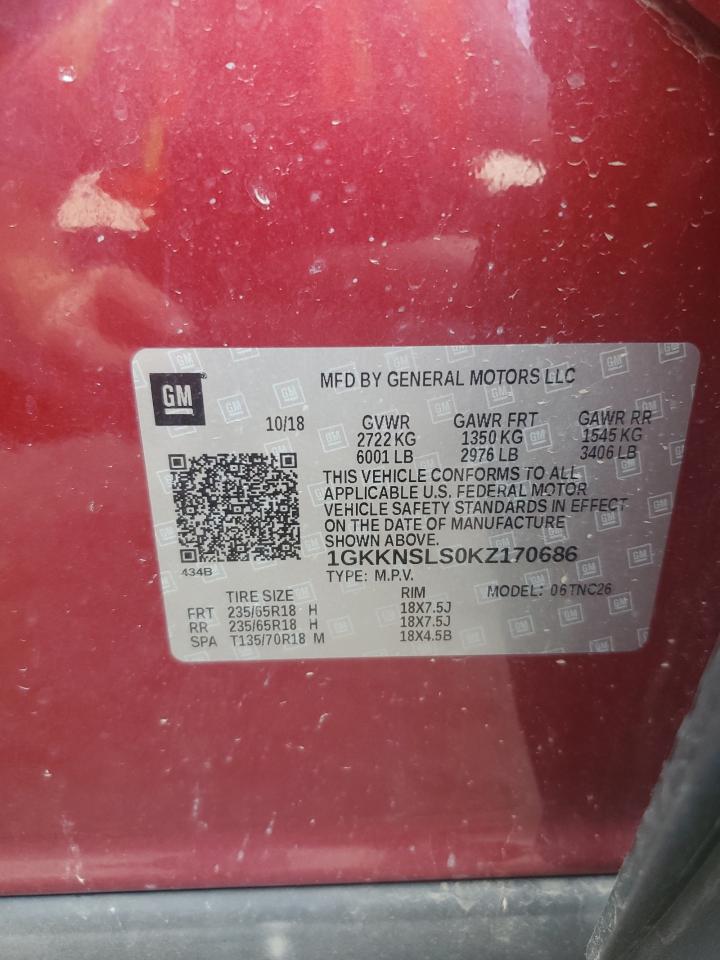 GM
MFD BY GENERAL MOTORS LLC
10/18 GVWR GAWR FRT GAWR RR
2722 KG 1350 KG 1545 KG
6001 LB 2976 LB 3406 LB
THIS VEHICLE CONFORMS TO ALL
APPLICABLE U.S. FEDERAL MOTOR
VEHICLE SAFETY STANDARDS IN EFFECT
ON THE DATE OF MANUFACTURE
SHOWN ABOVE.
1GKKNSLS0KZ170686
434B
TYPE: M.P.V.
MODEL: 06TNC26
TIRE SIZE RIM
FRT 235/65R18 H 18X7.5J
RR 235/65R18 H 18X7.5J
SPA T135/70R18 M 18X4.5B